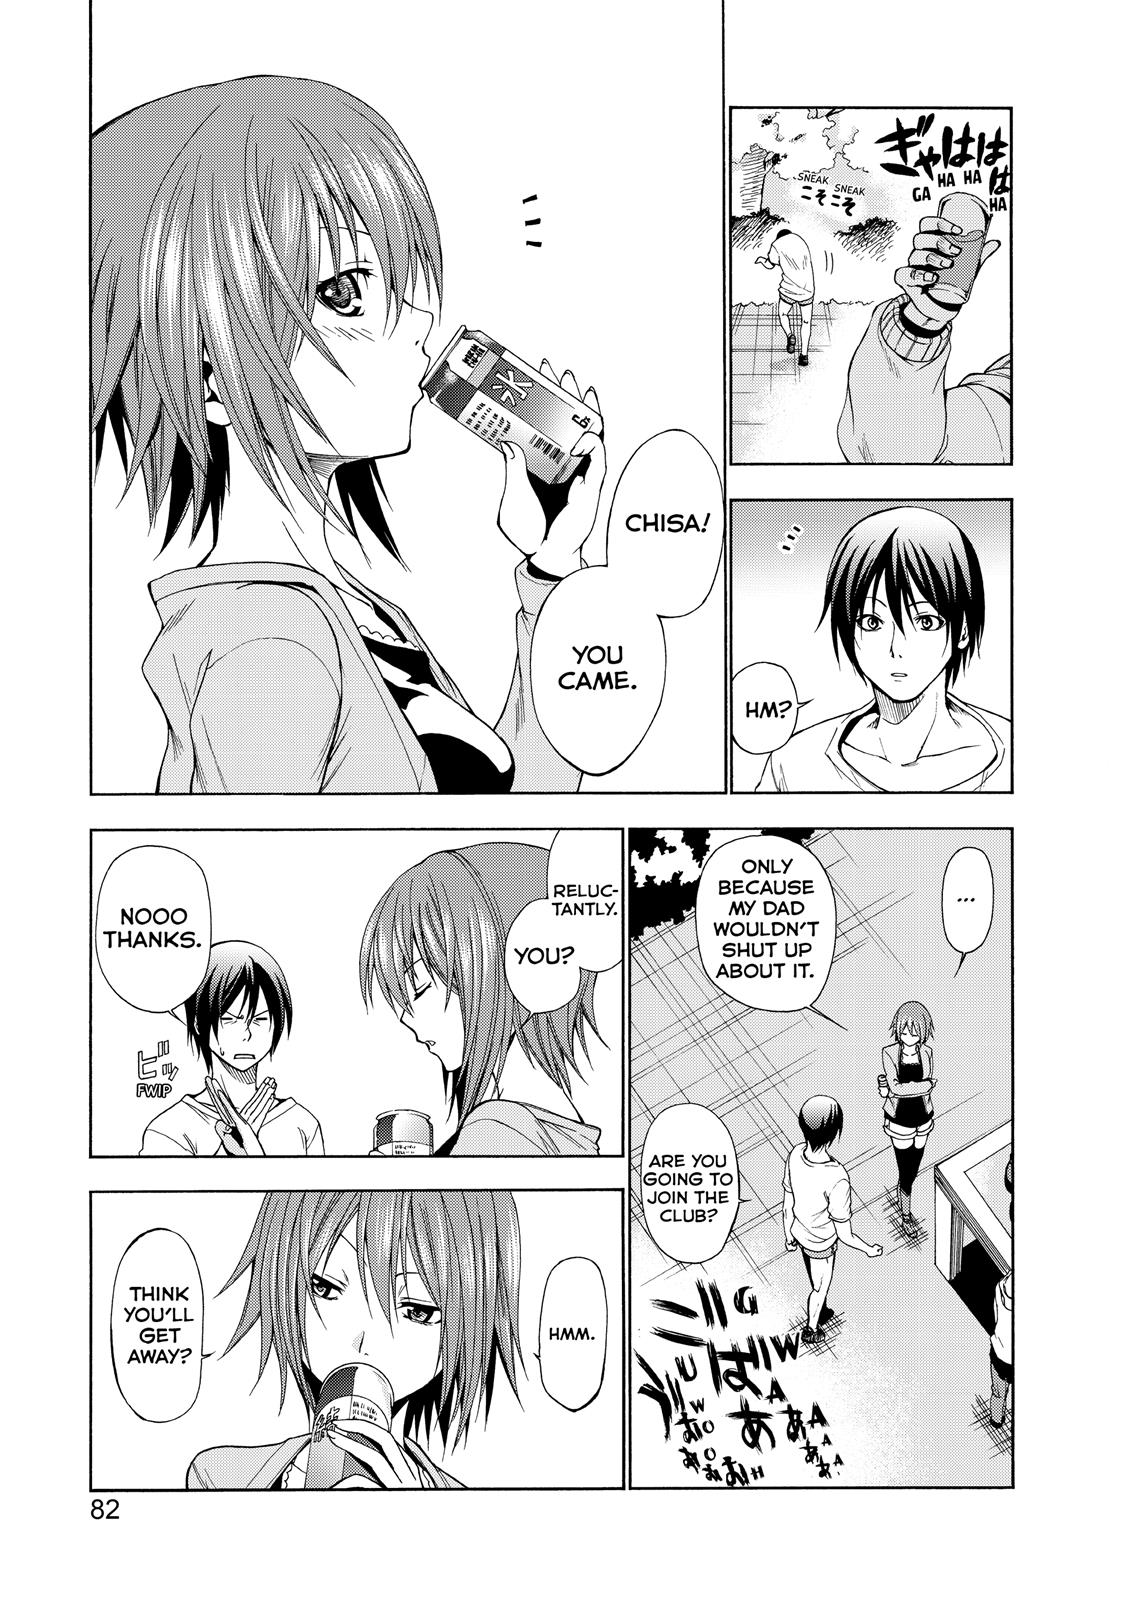 ぎゃははは
GA
HA
HA
HA
SNEAK
SNEAK
こそこそ
HM?
CHISA!
YOU
CAME.
氷
...
ONLY
BECAUSE
MY DAD
WOULDN'T
SHUT UP
ABOUT IT.
ARE YOU
GOING TO
JOIN THE
CLUB?
G
W
A
A
A
A
A
U
W
O
O
O
H
RELUC-
TANTLY.
YOU?
NOOO
THANKS.
ビッ
FWIP
HMM.
THINK
YOU'LL
GET
AWAY?
82